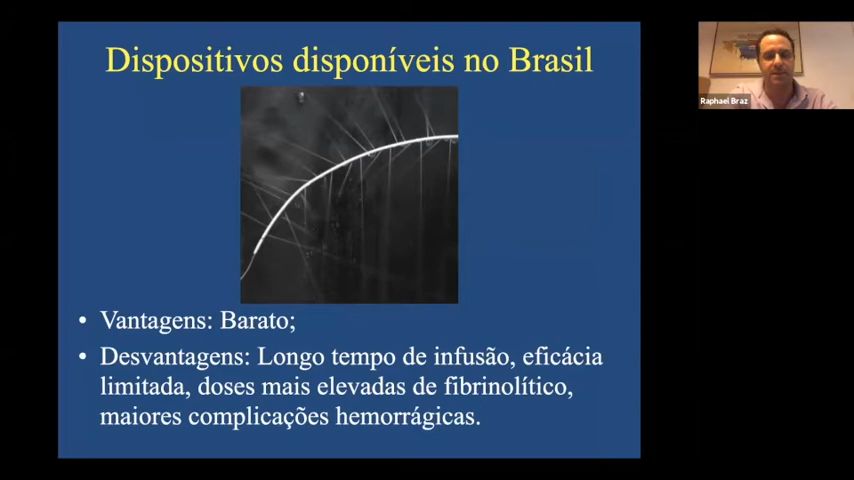 Dispositivos disponíveis no Brasil
Raphael Braz
• Vantagens: Barato;
• Desvantagens: Longo tempo de infusão, eficácia
limitada, doses mais elevadas de fibrinolítico,
maiores complicações hemorrágicas.